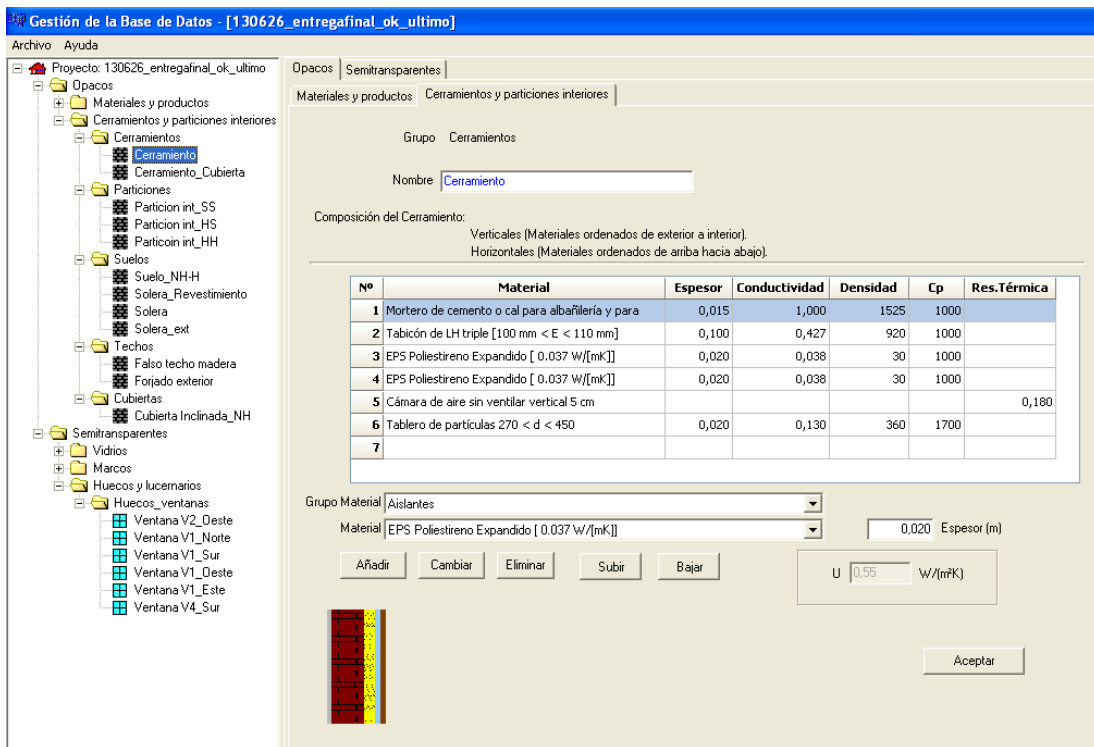 Gestión de la Base de Datos - [130626_entregafinal_ok_ultimo]
Archivo Ayuda
Proyecto: 130626_entregafinal_ok_ultimo
Opacos
Materiales y productos
Cerramientos y particiones interiores
Cerramientos
Cerramiento
Cerramiento_Cubierta
Particiones
Particion int_SS
Particion int_HS
Particoin int_HH
Suelos
Suelo_NH-H
Solera_Revestimiento
Solera
Solera_ext
Techos
Falso techo madera
Forjado exterior
Cubiertas
Cubierta Inclinada_NH
Semitransparentes
Vidrios
Marcos
Huecos y lucernarios
Huecos_ventanas
Ventana V2_Oeste
Ventana V1_Norte
Ventana V1_Sur
Ventana V1_Oeste
Ventana V1_Este
Ventana V4_Sur
Opacos Semitransparentes
Materiales y productos Cerramientos y particiones interiores
Grupo Cerramientos
Nombre Cerramiento
Composición del Cerramiento:
Verticales (Materiales ordenados de exterior a interior).
Horizontales (Materiales ordenados de arriba hacia abajo).
Nº Material Espesor Conductividad Densidad Cp Res.Térmica
1 Mortero de cemento o cal para albañilería y para 0,015 1,000 1525 1000
2 Tabicón de LH triple [100 mm < E < 110 mm] 0,100 0,427 920 1000
3 EPS Poliestireno Expandido [ 0.037 W/[mK]] 0,020 0,038 30 1000
4 EPS Poliestireno Expandido [ 0.037 W/[mK]] 0,020 0,038 30 1000
5 Cámara de aire sin ventilar vertical 5 cm 0,180
6 Tablero de partículas 270 < d < 450 0,020 0,130 360 1700
7
Grupo Material Aislantes
Material EPS Poliestireno Expandido [ 0.037 W/[mK]] 0,020 Espesor (m)
Añadir Cambiar Eliminar Subir Bajar
U 0,55 W/(m²K)
Aceptar